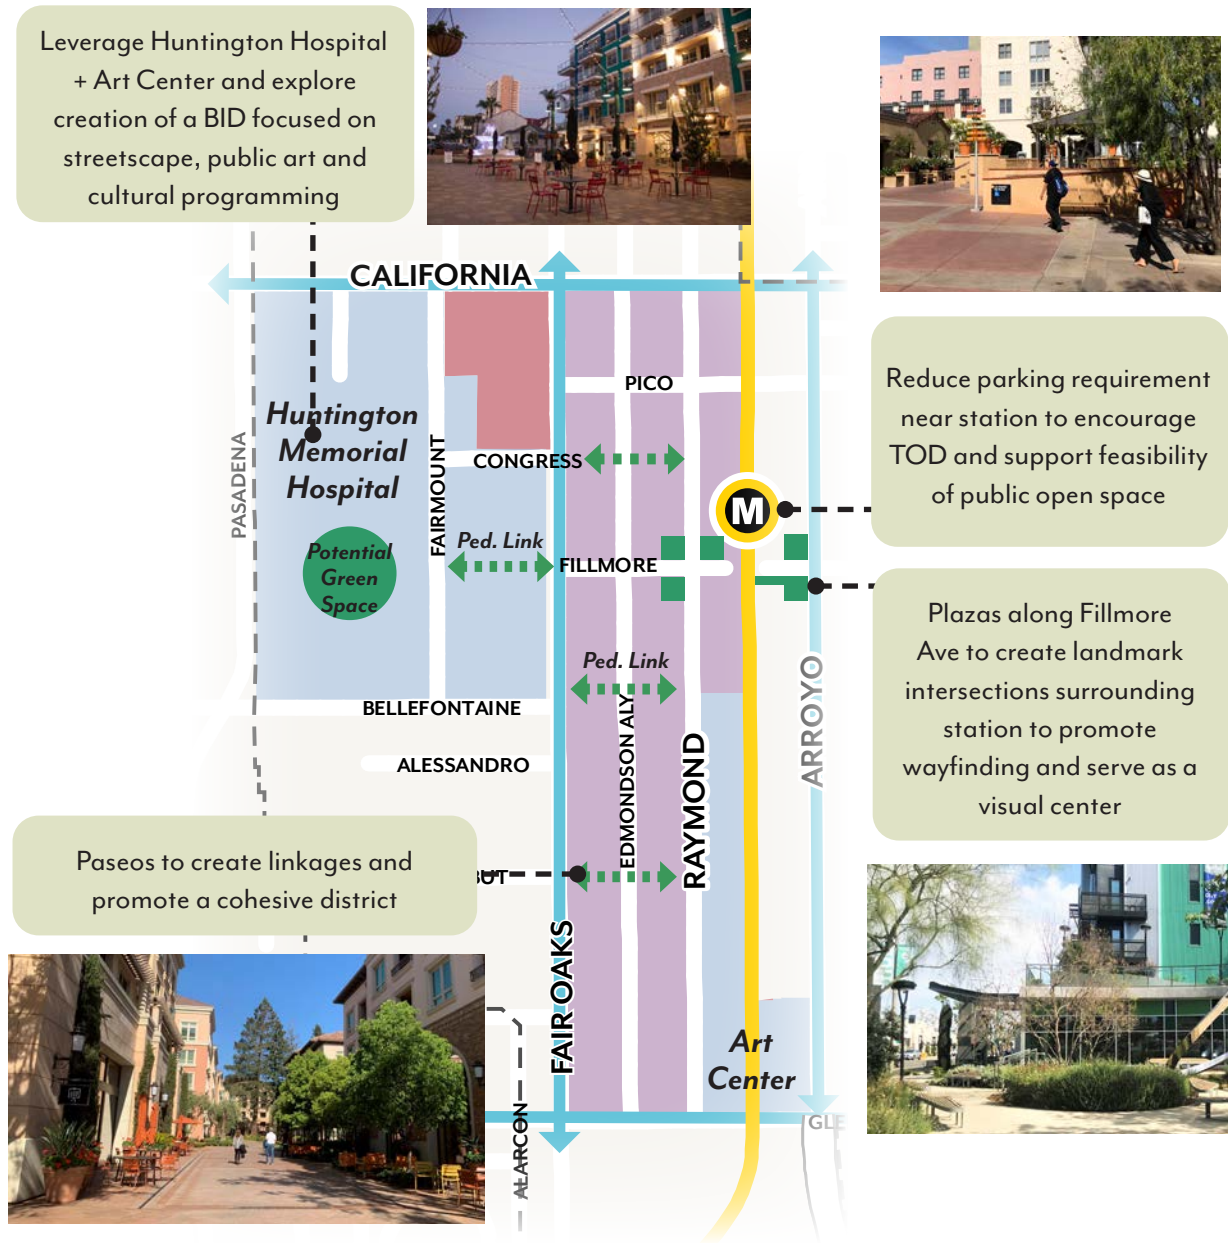 Leverage Huntington Hospital
+ Art Center and explore
creation of a BID focused on
streetscape, public art and
cultural programming
CALIFORNIA
PICO
Huntington
Memorial
Hospital
PASADENA
FAIRMOUNT
CONGRESS
Reduce parking requirement
near station to encourage
TOD and support feasibility
of public open space
M
Ped. Link
FILLMORE
Potential
Green
Space
Plazas along Fillmore
Ave to create landmark
intersections surrounding
station to promote
wayfinding and serve as a
visual center
Ped. Link
BELLEFONTAINE
ALESSANDRO
EDMONDSON ALY
RAYMOND
ARROYO
Paseos to create linkages and
promote a cohesive district
BUT
FAIR OAKS
Art
Center
ALARCON
GLE